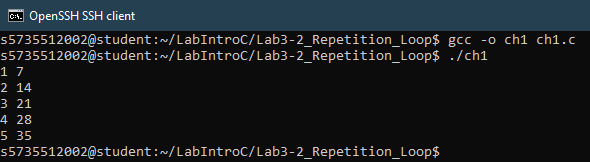 OpenSSH SSH client
s5735512002@student:~/LabIntroC/Lab3-2_Repetition_Loop$ gcc -o ch1 ch1.c
s5735512002@student:~/LabIntroC/Lab3-2_Repetition_Loop$ ./ch1
1 7
2 14
3 21
4 28
5 35
s5735512002@student:~/LabIntroC/Lab3-2_Repetition_Loop$